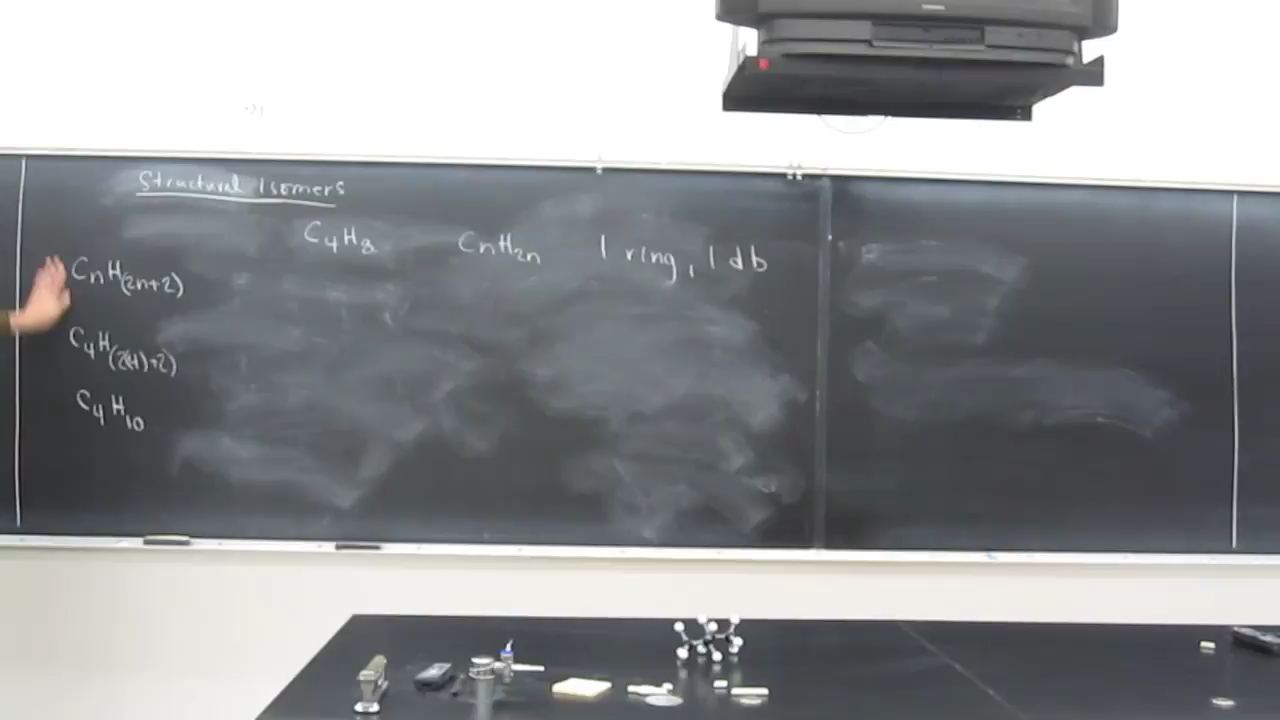 Structural Isomers
C4H8 CnH2n 1 ring, 1 db
CnH(2n+2)
C4H(2(4)+2)
C4H10